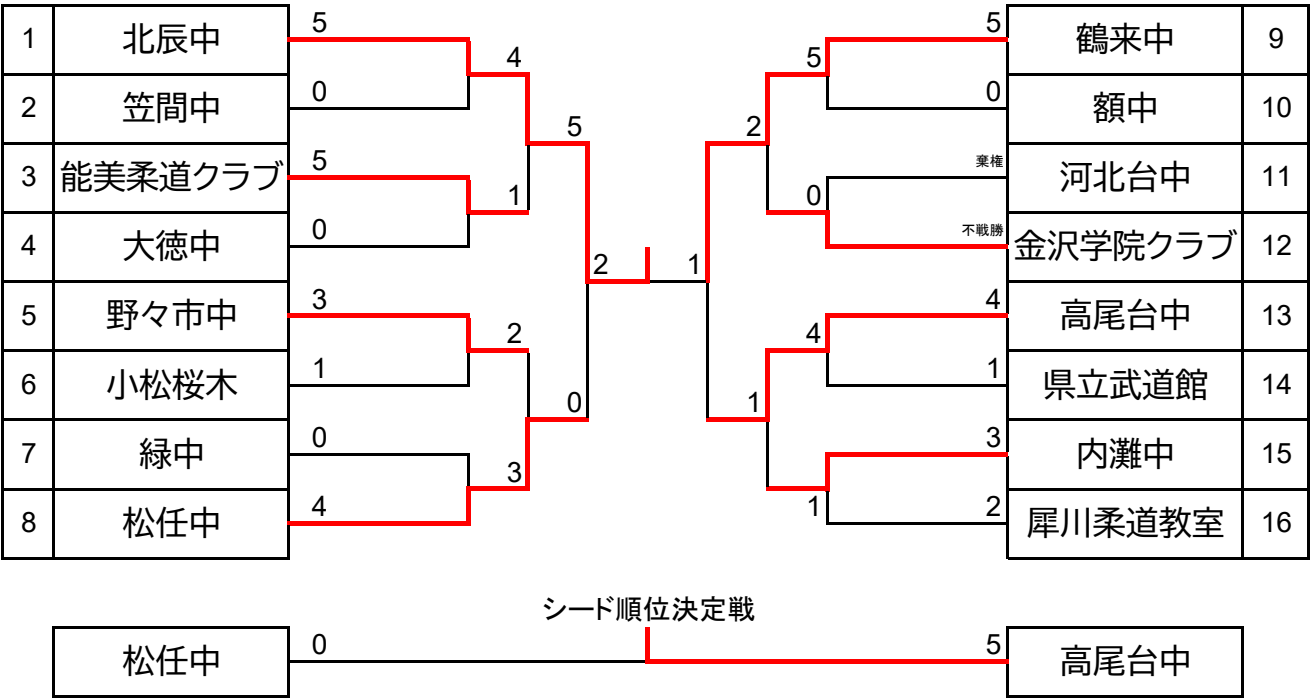 1 北辰中 5 5 鶴来中 9
4 5
2 笠間中 0 0 額中 10
5 2
3 能美柔道クラブ 5 棄権 河北台中 11
1 0
4 大徳中 0 不戦勝 金沢学院クラブ 12
2 1
5 野々市中 3 4 高尾台中 13
2 4
6 小松桜木 1 1 県立武道館 14
0 1
7 緑中 0 3 内灘中 15
3 1
8 松任中 4 2 犀川柔道教室 16
シード順位決定戦
松任中 0 5 高尾台中